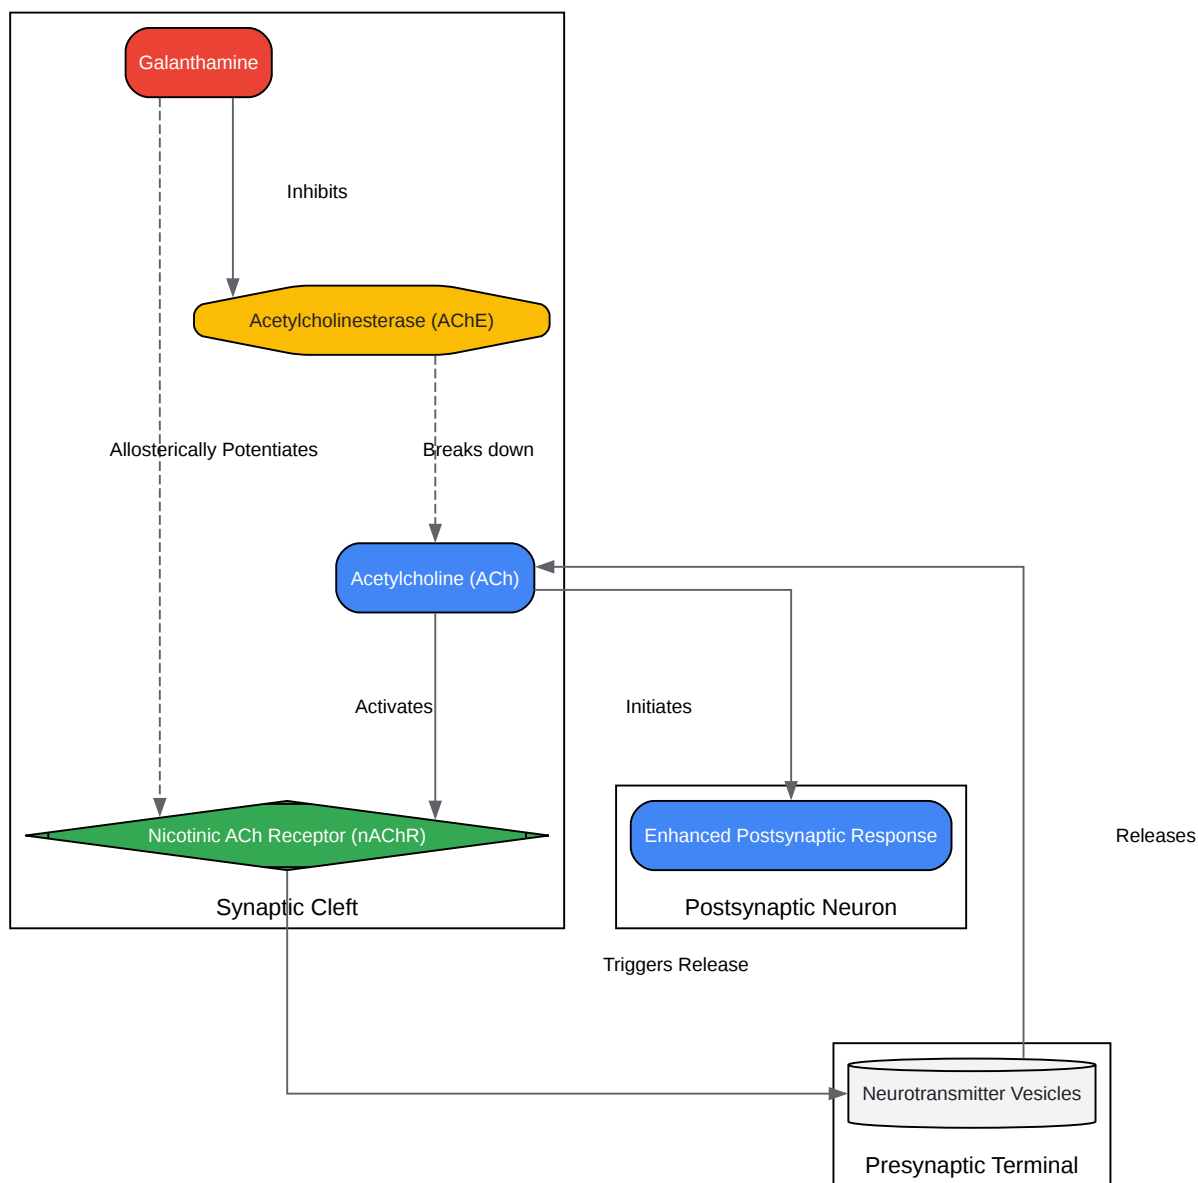 Galanthamine
Inhibits
Acetylcholinesterase (AChE)
Allosterically Potentiates
Breaks down
Acetylcholine (ACh)
Activates
Initiates
Nicotinic ACh Receptor (nAChR)
Enhanced Postsynaptic Response
Releases
Synaptic Cleft
Postsynaptic Neuron
Triggers Release
Neurotransmitter Vesicles
Presynaptic Terminal